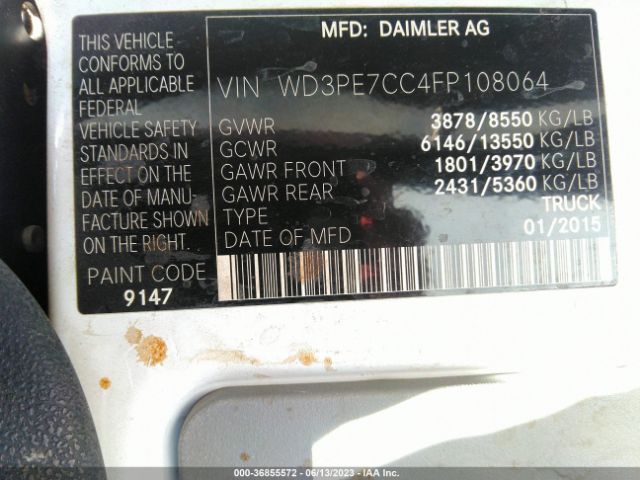 MFD: DAIMLER AG
THIS VEHICLE
CONFORMS TO
ALL APPLICABLE
FEDERAL
VEHICLE SAFETY
STANDARDS IN
EFFECT ON THE
DATE OF MANU-
FACTURE SHOWN
ON THE RIGHT.
PAINT CODE
9147
VIN WD3PE7CC4FP108064
GVWR 3878/8550 KG/LB
GCWR 6146/13550 KG/LB
GAWR FRONT 1801/3970 KG/LB
GAWR REAR 2431/5360 KG/LB
TYPE TRUCK
DATE OF MFD 01/2015
000-36855572 - 06/13/2023 - IAA Inc.